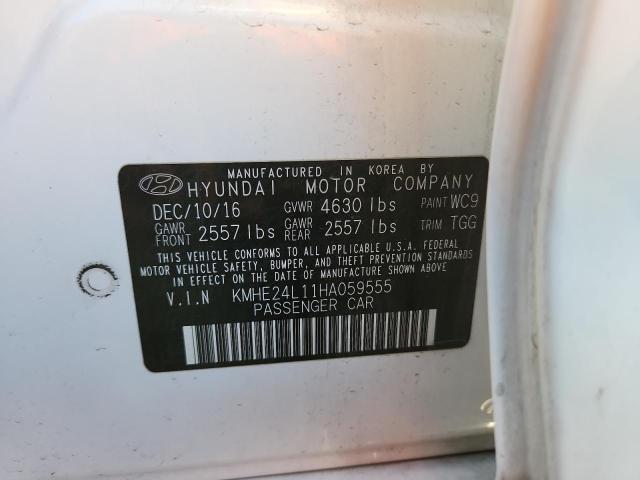 MANUFACTURED IN KOREA BY
HYUNDAI MOTOR COMPANY
DEC/10/16 GVWR 4630 lbs PAINT WC9
GAWR FRONT 2557 lbs GAWR REAR 2557 lbs TRIM TGG
THIS VEHICLE CONFORMS TO ALL APPLICABLE U.S.A. FEDERAL
MOTOR VEHICLE SAFETY, BUMPER, AND THEFT PREVENTION STANDARDS
IN EFFECT ON THE DATE OF MANUFACTURE SHOWN ABOVE.
V.I.N KMHE24L11HA059555
PASSENGER CAR